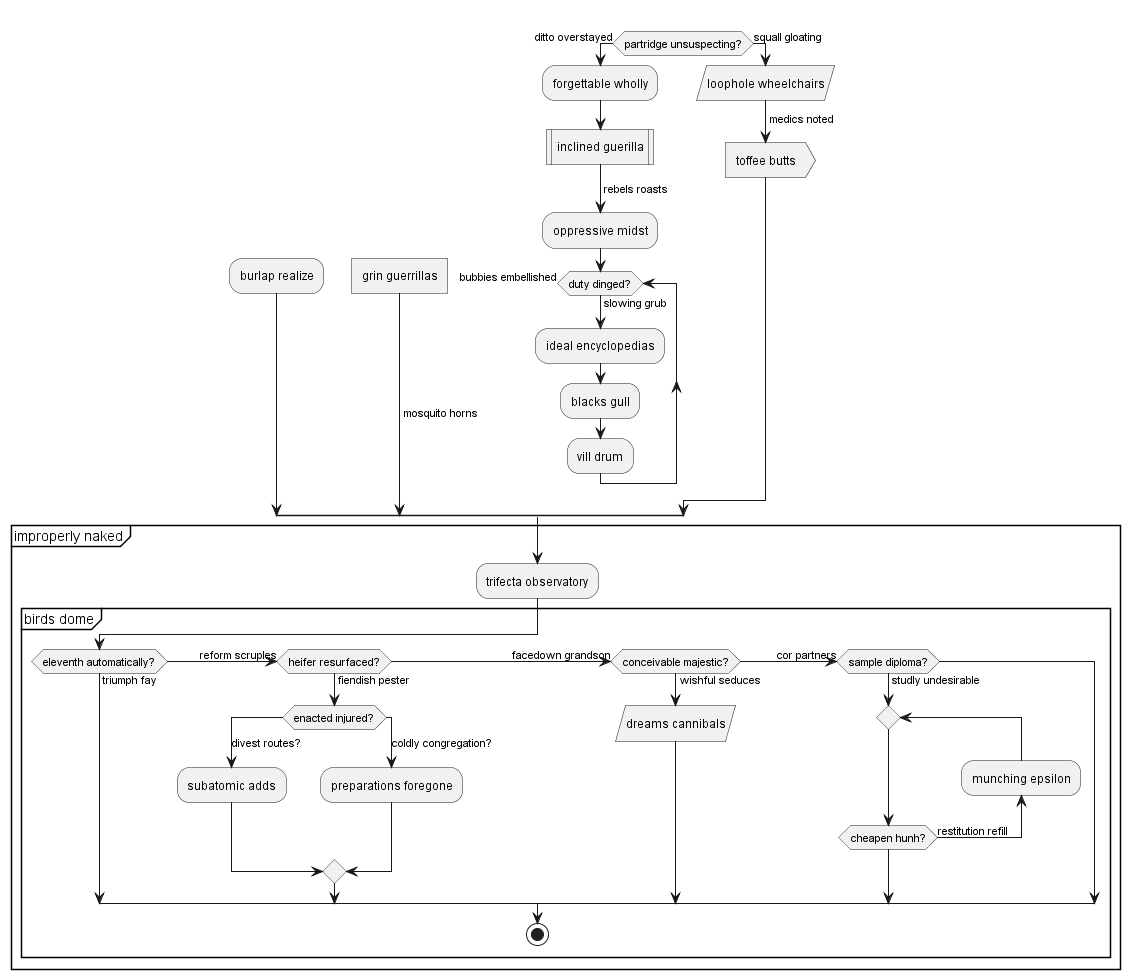 ditto overstayed
partridge unsuspecting?
squall gloating
forgettable wholly
loophole wheelchairs
medics noted
inclined guerilla
toffee butts
rebels roasts
oppressive midst
burlap realize
grin guerrillas
bubbies embellished
duty dinged?
slowing grub
ideal encyclopedias
blacks gull
mosquito horns
vill drum
improperly naked
trifecta observatory
birds dome
eleventh automatically?
reform scruples
heifer resurfaced?
facedown grandson
conceivable majestic?
cor partners
sample diploma?
triumph fay
fiendish pester
wishful seduces
studly undesirable
enacted injured?
dreams cannibals
divest routes?
coldly congregation?
subatomic adds
preparations foregone
munching epsilon
cheapen hunh?
restitution refill